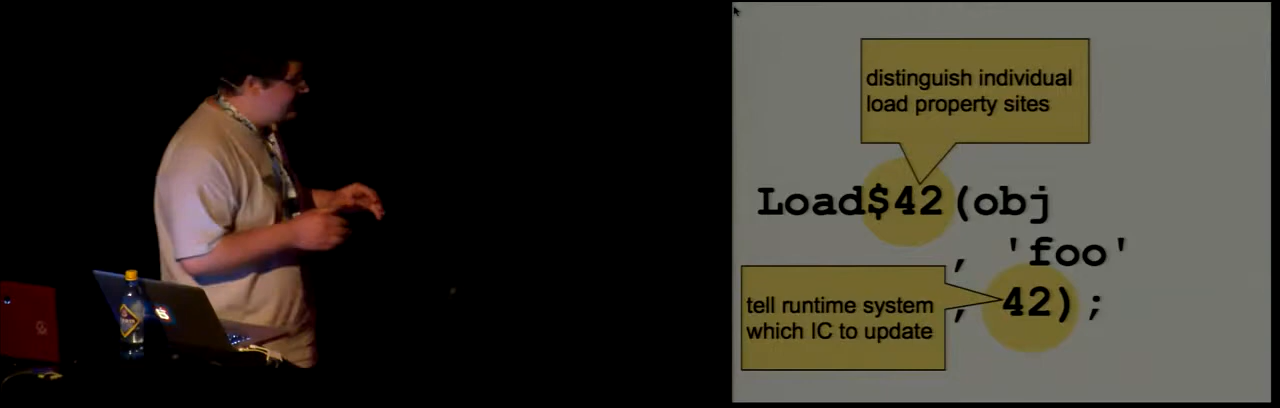 distinguish individual
load property sites
Load$42(obj
, 'foo'
, 42);
tell runtime system
which IC to update